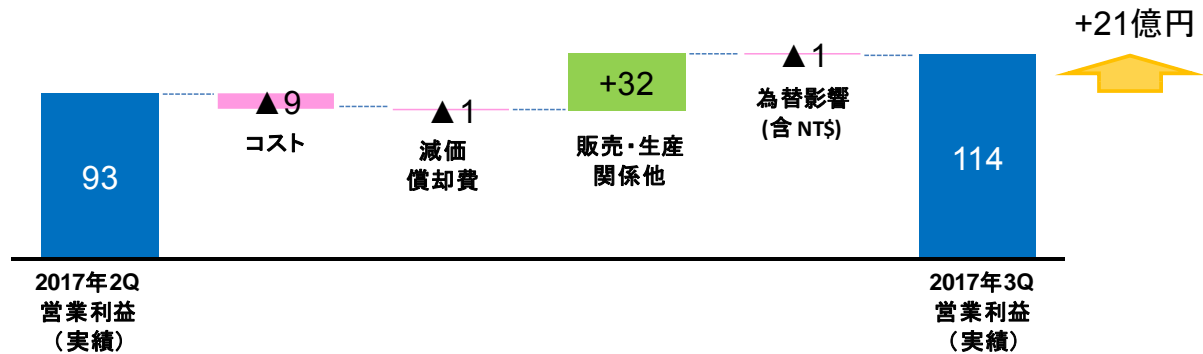 +21億円
▲9
コスト
▲1
減価
償却費
+32
販売・生産
関係他
▲1
為替影響
(含 NT$)
93
114
2017年2Q
営業利益
（実績）
2017年3Q
営業利益
（実績）